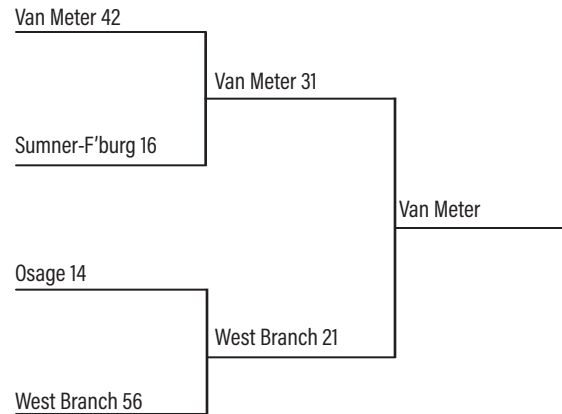 Van Meter 42
Van Meter 31
Sumner-F'burg 16
Van Meter
Osage 14
West Branch 21
West Branch 56